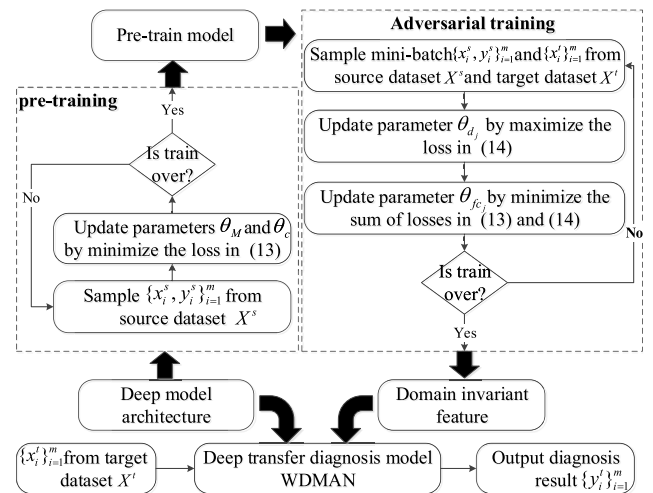 Pre-train model
pre-training
Yes
Is train
over?
No
Update parameters θ_M and θ_c
by minimize the loss in (13)
Sample {x_i^s, y_i^s}_{i=1}^m from
source dataset X^s
Adversarial training
Sample mini-batch{x_i^s, y_i^s}_{i=1}^m and{x_i^t}_{i=1}^m from
source dataset X^s and target dataset X^t
Update parameter θ_{d_j} by maximize the
loss in (14)
Update parameter θ_{fc_j} by minimize the
sum of losses in (13) and (14)
No
Is train
over?
Yes
Deep model
architecture
Domain invariant
feature
{x_i^t}_{i=1}^m from target
dataset X^t
Deep transfer diagnosis model
WDMAN
Output diagnosis
result {y_i^t}_{i=1}^m